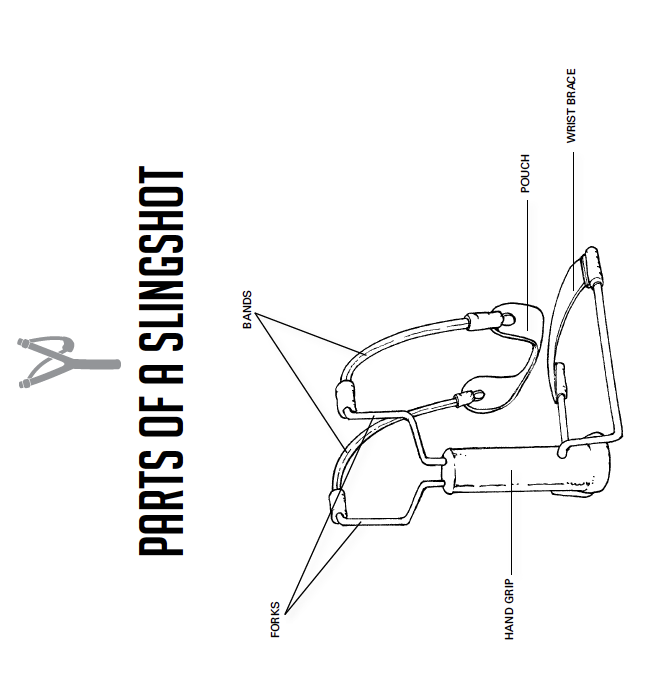 PARTS OF A SLINGSHOT
BANDS
FORKS
POUCH
WRIST BRACE
HAND GRIP